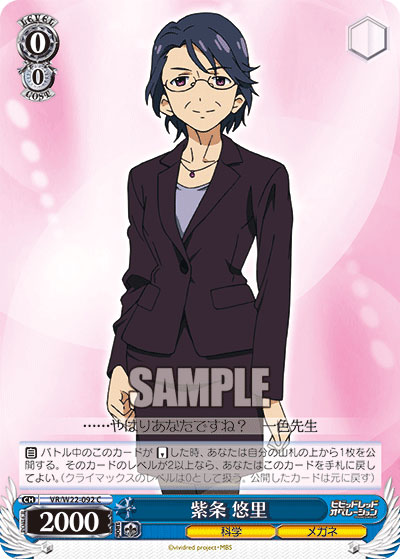 LEVEL
0
0
COST
SAMPLE
……やはりあなたですね? 一色先生
バトル中のこのカードが した時、あなたは自分の山札の上から1枚を公
開する。そのカードのレベルが2以上なら、あなたはこのカードを手札に戻し
てよい。(クライマックスのレベルは0として扱う。公開したカードは元に戻す)
CH VR/W22-092 C
2000
紫条 悠里
ビビッドレッド・オペレーション
科学 メガネ
©vividred project・MBS